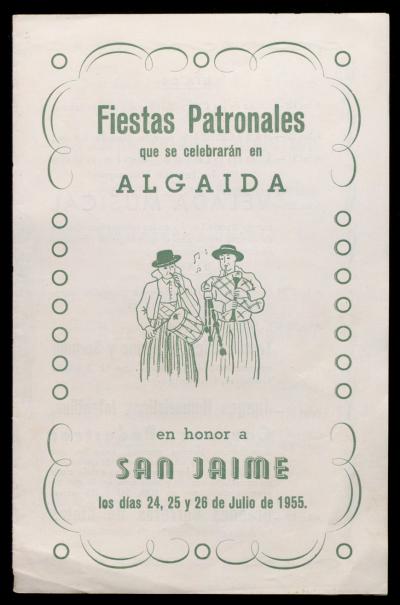 Fiestas Patronales
que se celebrarán en
ALGAIDA
en honor a
SAN JAIME
los días 24, 25 y 26 de Julio de 1955.